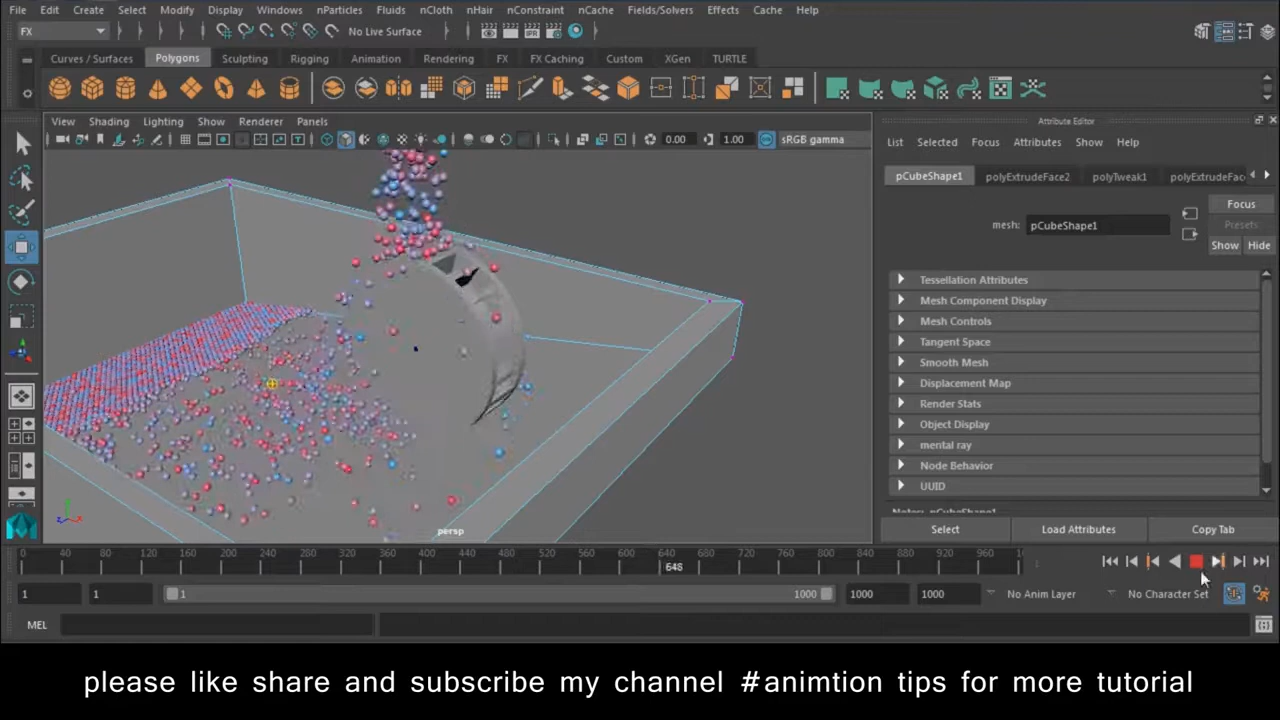 File Edit Create Select Modify Display Windows nParticles Fluids nCloth nHair nConstraint nCache Fields/Solvers Effects Cache Help
FX No Live Surface
Curves / Surfaces Polygons Sculpting Rigging Animation Rendering FX FX Caching Custom XGen TURTLE
View Shading Lighting Show Renderer Panels
Attribute Editor
0.00 1.00 sRGB gamma
List Selected Focus Attributes Show Help
pCubeShape1 polyExtrudeFace2 polyTweak1 polyExtrudeFac
Focus
mesh: pCubeShape1
Presets:
Show Hide
Tessellation Attributes
Mesh Component Display
Mesh Controls
Tangent Space
Smooth Mesh
Displacement Map
Render Stats
Object Display
mental ray
Node Behavior
UUID
Notes: pCubeShape1
persp
Select Load Attributes Copy Tab
0 40 80 120 160 200 240 280 320 360 400 440 480 520 560 600 640 680 720 760 800 840 880 920 960
648
1 1 1 1000 1000 1000 No Anim Layer No Character Set
MEL
please like share and subscribe my channel #animtion tips for more tutorial